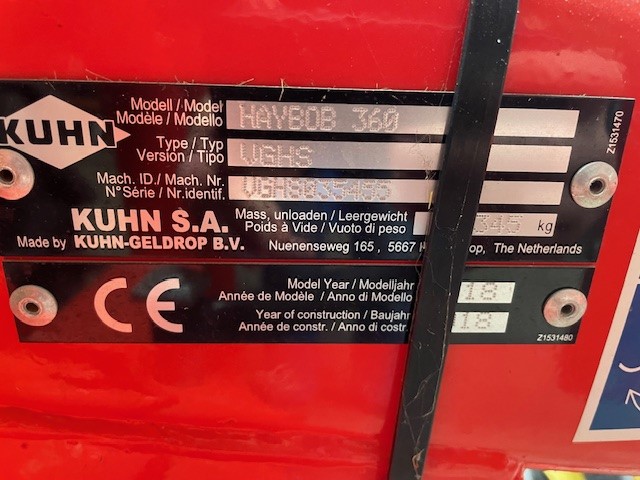 KUHN
Modell / Model
Modèle / Modello
HAYBOB 360
Type / Typ
Version / Tipo
VGHS
Mach. ID./ Mach. Nr.
N° Série / Nr.identif.
KUHN S.A.
Mass, unloaden / Leergewicht
Poids à Vide / Vuoto di peso
345 kg
Made by KUHN-GELDROP B.V.
Nuenenseweg 165 , 5667 The Netherlands
Z1531470
CE
Model Year / Modelljahr
Année de Modèle / Anno di Modello
18
Year of construction / Baujahr
Année de constr. / Anno di costr.
18
Z1531480